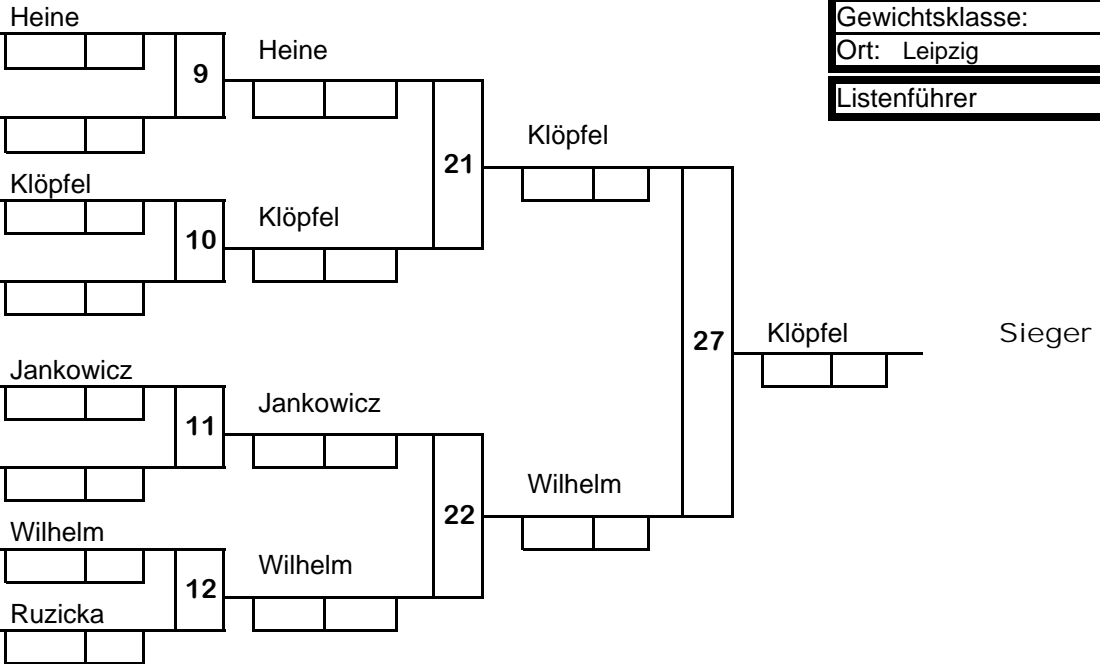 Heine
Gewichtsklasse:
Heine
Ort: Leipzig
9
Listenführer
Klöpfel
21
Klöpfel
Klöpfel
10
27
Klöpfel
Sieger
Jankowicz
Jankowicz
11
Wilhelm
22
Wilhelm
Wilhelm
12
Ruzicka